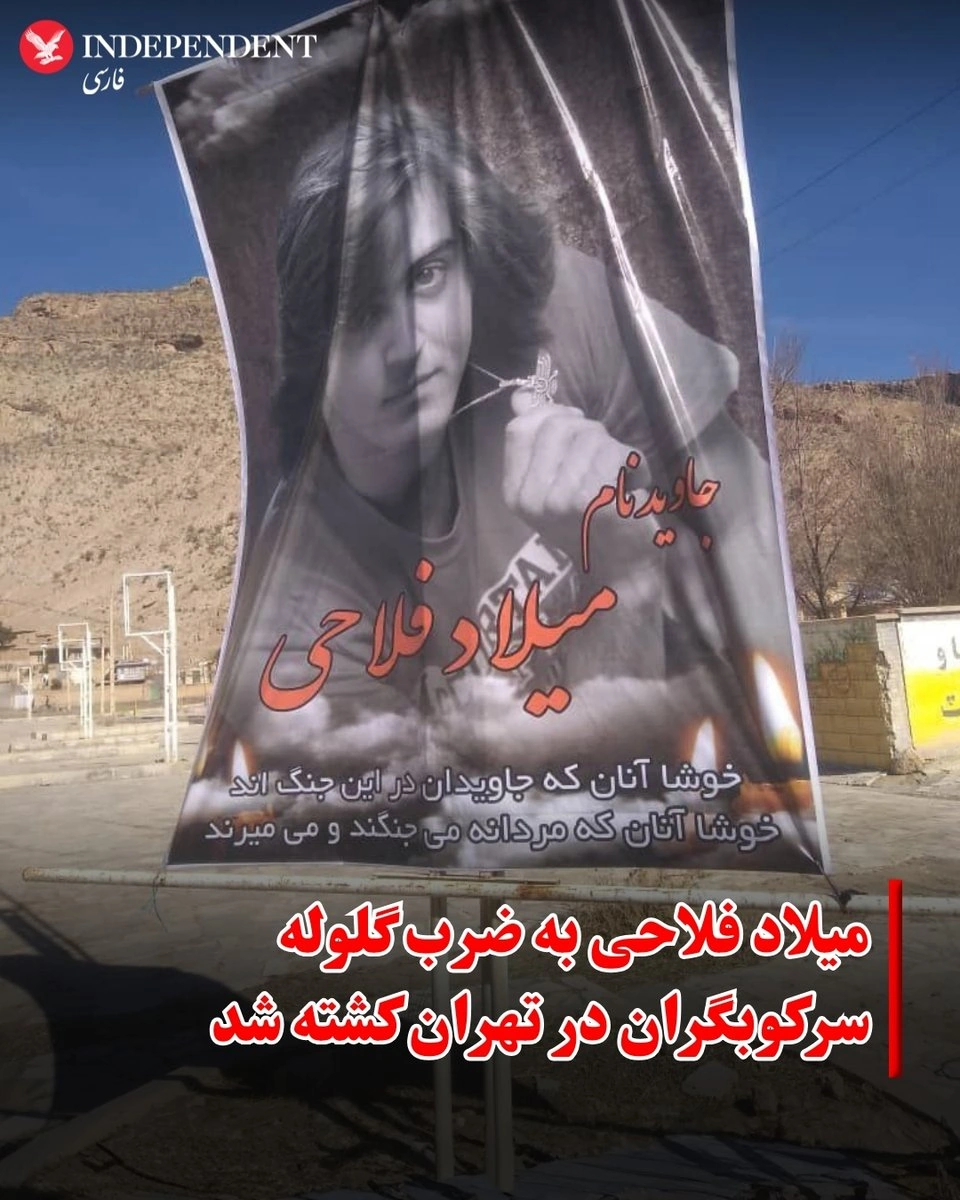 INDEPENDENT
فارسی
جاویدنام
میلاد فلاحی
خوشا آنان که جاویدان در این جنگ اند
خوشا آنان که مردانه می جنگند و می میرند
میلاد فلاحی به ضرب گلوله
سرکوبگران در تهران کشته شد